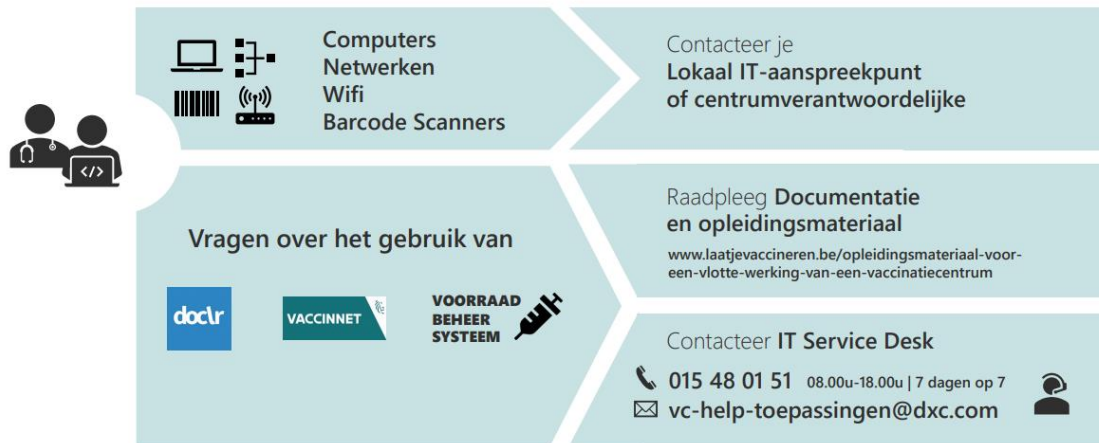 Computers
Netwerken
Wifi
Barcode Scanners
Contacteer je
Lokaal IT-aanspreekpunt
of centrumverantwoordelijke
</>
Vragen over het gebruik van
doclr
VACCINNET
VOORRAAD
BEHEER
SYSTEEM
Raadpleeg Documentatie
en opleidingsmateriaal
www.laatjevaccineren.be/opleidingsmateriaal-voor-
een-vlotte-werking-van-een-vaccinatiecentrum
Contacteer IT Service Desk
015 48 01 51 08.00u-18.00u | 7 dagen op 7
vc-help-toepassingen@dxc.com